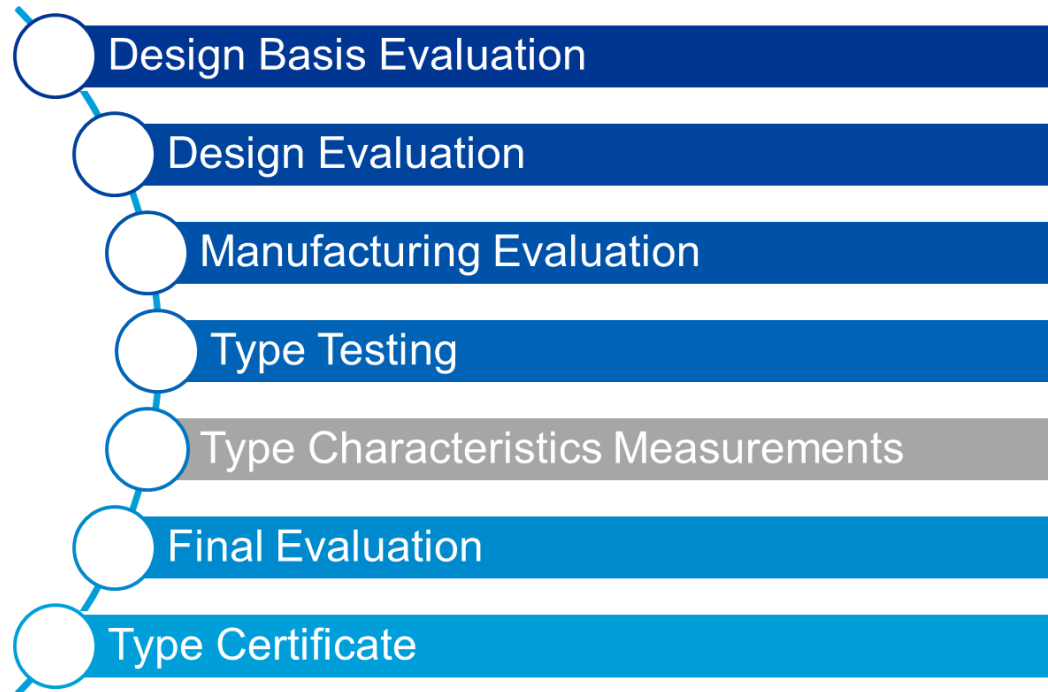 Design Basis Evaluation
Design Evaluation
Manufacturing Evaluation
Type Testing
Type Characteristics Measurements
Final Evaluation
Type Certificate